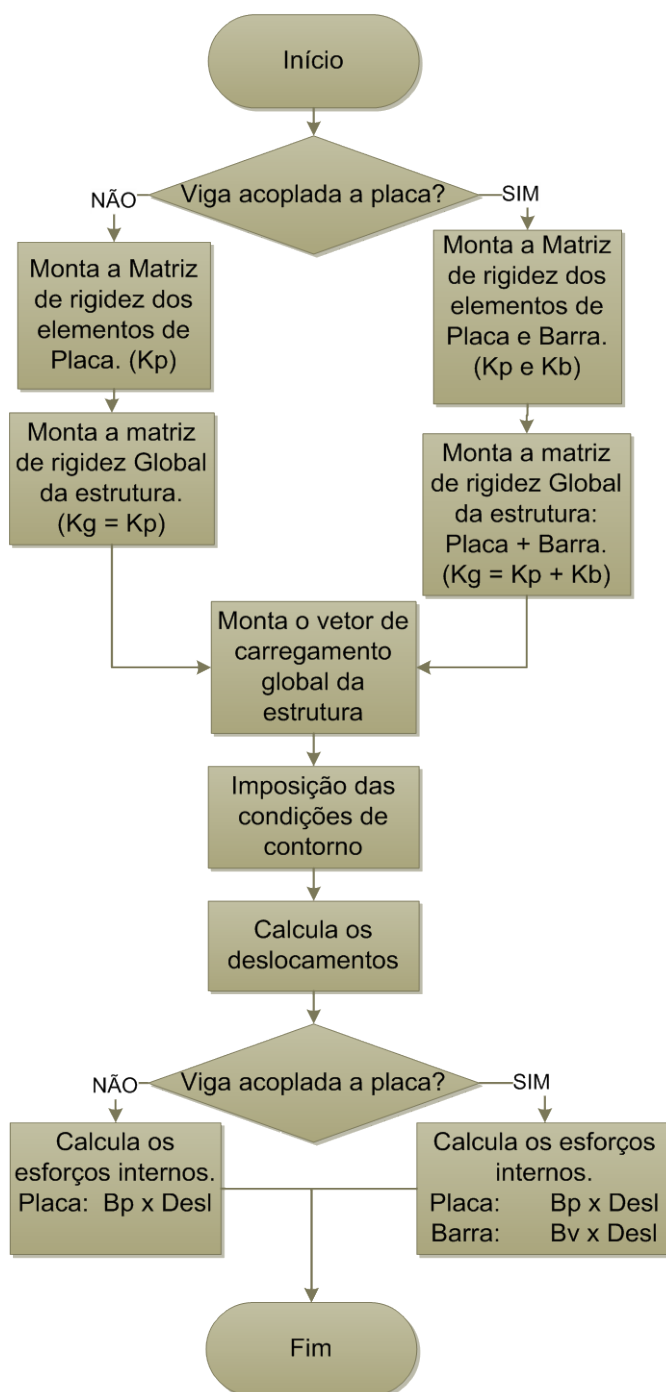 Início
Viga acoplada a placa?
NÃO
SIM
Monta a Matriz
de rigidez dos
elementos de
Placa. (Kp)
Monta a Matriz
de rigidez dos
elementos de
Placa e Barra.
(Kp e Kb)
Monta a matriz
de rigidez Global
da estrutura.
(Kg = Kp)
Monta a matriz
de rigidez Global
da estrutura:
Placa + Barra.
(Kg = Kp + Kb)
Monta o vetor de
carregamento
global da
estrutura
Imposição das
condições de
contorno
Calcula os
deslocamentos
Viga acoplada a placa?
NÃO
SIM
Calcula os
esforços internos.
Placa: Bp x Desl
Calcula os esforços
internos.
Placa: Bp x Desl
Barra: Bv x Desl
Fim